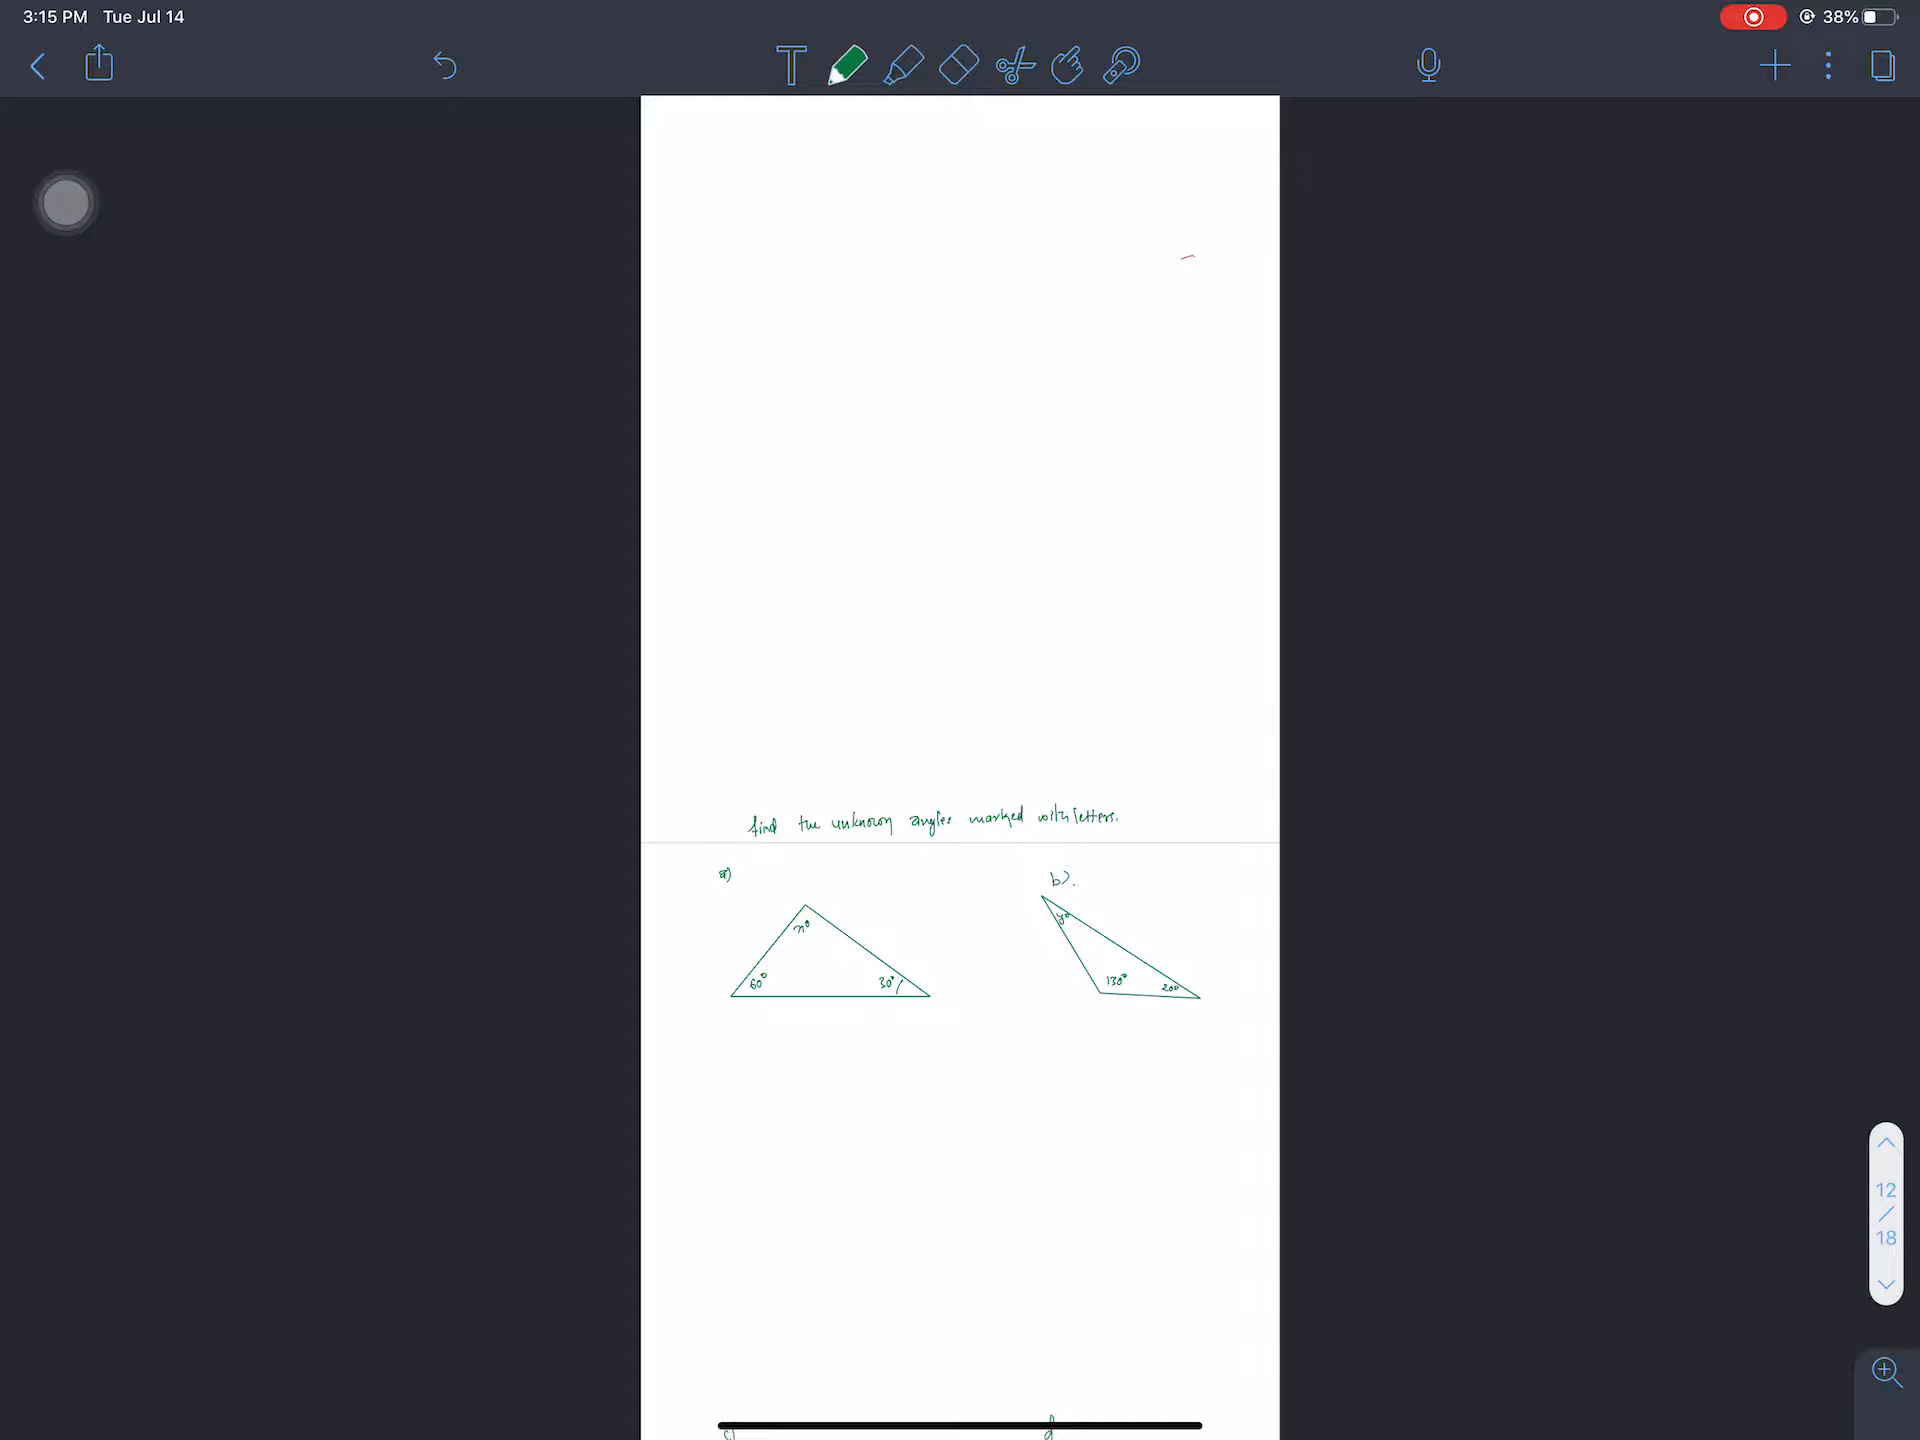 3:15 PM Tue Jul 14
38%
find the unknown angles marked with letters.
a)
b).
x°
y°
60°
30°
130°
20°
12
/
18
c)
d